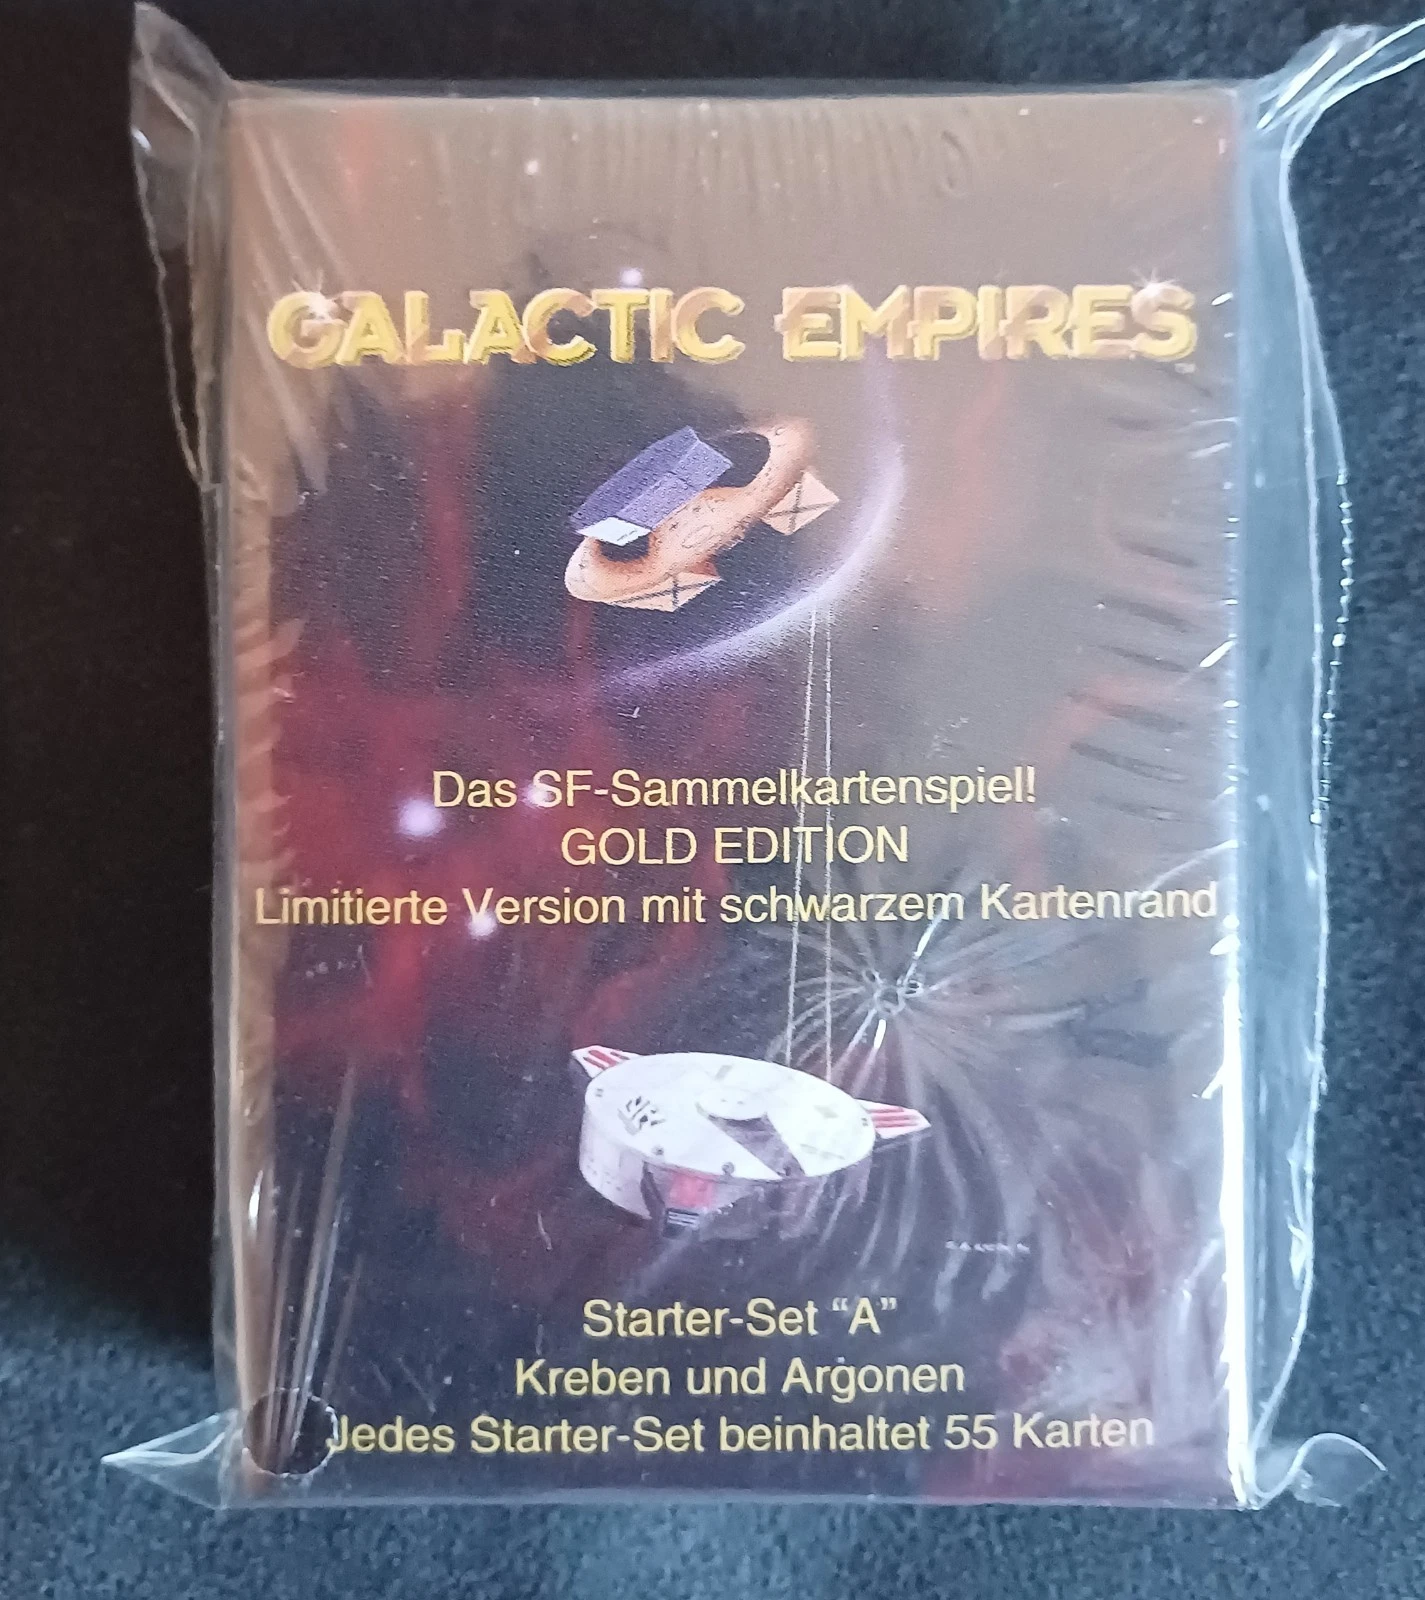 GALACTIC EMPIRES
Das SF-Sammelkartenspiel!
GOLD EDITION
Limitierte Version mit schwarzem Kartenrand
Starter-Set “A”
Kreben und Argonen
Jedes Starter-Set beinhaltet 55 Karten